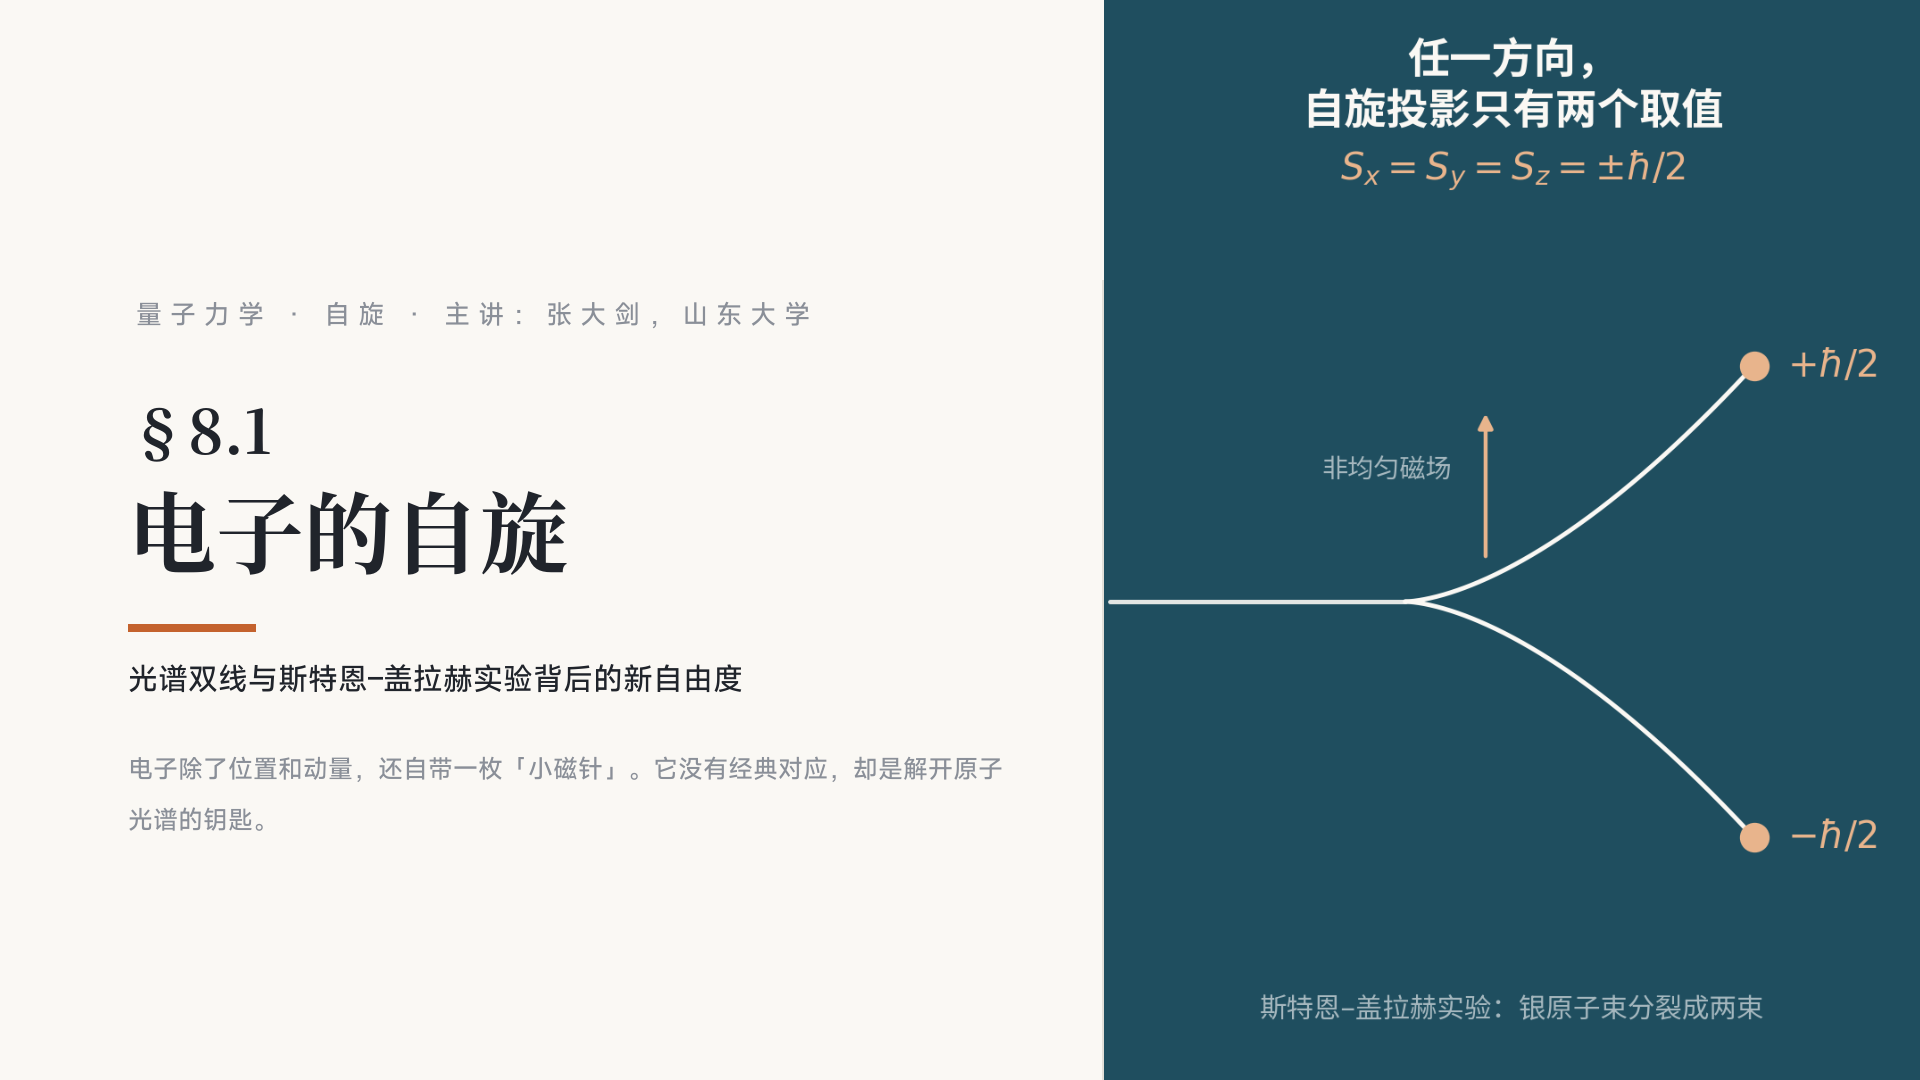 量子力学 · 自旋 · 主讲：张大剑，山东大学
§ 8.1
电子的自旋
光谱双线与斯特恩–盖拉赫实验背后的新自由度
电子除了位置和动量，还自带一枚「小磁针」。它没有经典对应，却是解开原子
光谱的钥匙。
任一方向，
自旋投影只有两个取值
Sₓ = S_y = S_z = ±ℏ/2
+ℏ/2
非均匀磁场
−ℏ/2
斯特恩–盖拉赫实验：银原子束分裂成两束